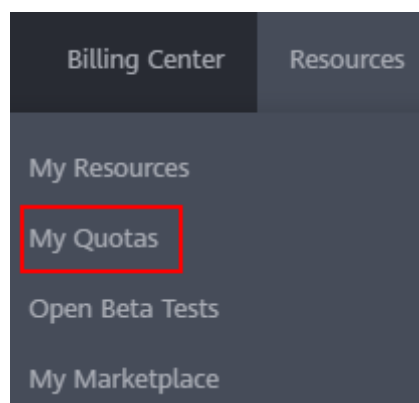 Billing Center Resources
My Resources
My Quotas
Open Beta Tests
My Marketplace